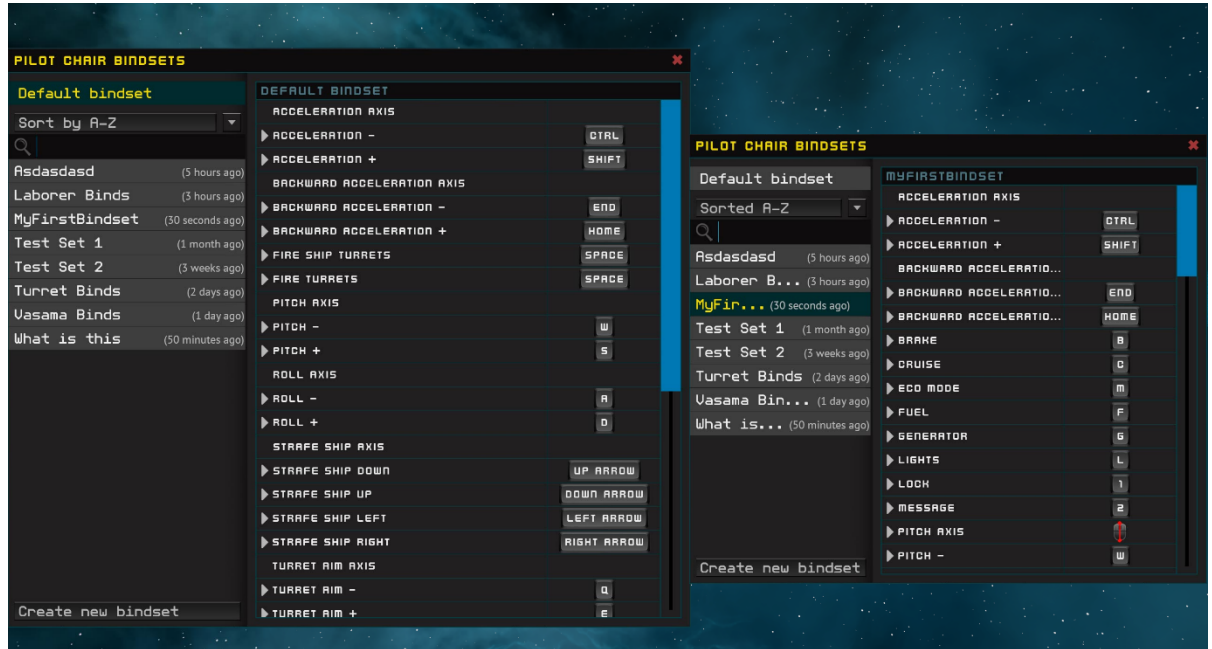 PILOT CHAIR BINDSETS
Default bindset
Sort by A-Z
Asdasdasd (5 hours ago)
Laborer Binds (3 hours ago)
MyFirstBindset (30 seconds ago)
Test Set 1 (1 month ago)
Test Set 2 (3 weeks ago)
Turret Binds (2 days ago)
Vasama Binds (1 day ago)
What is this (50 minutes ago)
Create new bindset
DEFAULT BINDSET
ACCELERATION AXIS
ACCELERATION - CTRL
ACCELERATION + SHIFT
BACKWARD ACCELERATION AXIS
BACKWARD ACCELERATION - END
BACKWARD ACCELERATION + HOME
FIRE SHIP TURRETS SPACE
FIRE TURRETS SPACE
PITCH AXIS
PITCH - W
PITCH + S
ROLL AXIS
ROLL - A
ROLL + D
STRAFE SHIP AXIS
STRAFE SHIP DOWN UP ARROW
STRAFE SHIP UP DOWN ARROW
STRAFE SHIP LEFT LEFT ARROW
STRAFE SHIP RIGHT RIGHT ARROW
TURRET AIM AXIS
TURRET AIM - Q
TURRET AIM + E
PILOT CHAIR BINDSETS
Default bindset
Sorted A-Z
Asdasdasd (5 hours ago)
Laborer B... (3 hours ago)
MyFir... (30 seconds ago)
Test Set 1 (1 month ago)
Test Set 2 (3 weeks ago)
Turret Binds (2 days ago)
Vasama Bin... (1 day ago)
What is... (50 minutes ago)
Create new bindset
MYFIRSTBINDSET
ACCELERATION AXIS
ACCELERATION - CTRL
ACCELERATION + SHIFT
BACKWARD ACCELERATIO...
BACKWARD ACCELERATIO... END
BACKWARD ACCELERATIO... HOME
BRAKE B
CRUISE C
ECO MODE M
FUEL F
GENERATOR G
LIGHTS L
LOCK 1
MESSAGE 2
PITCH AXIS
PITCH - W